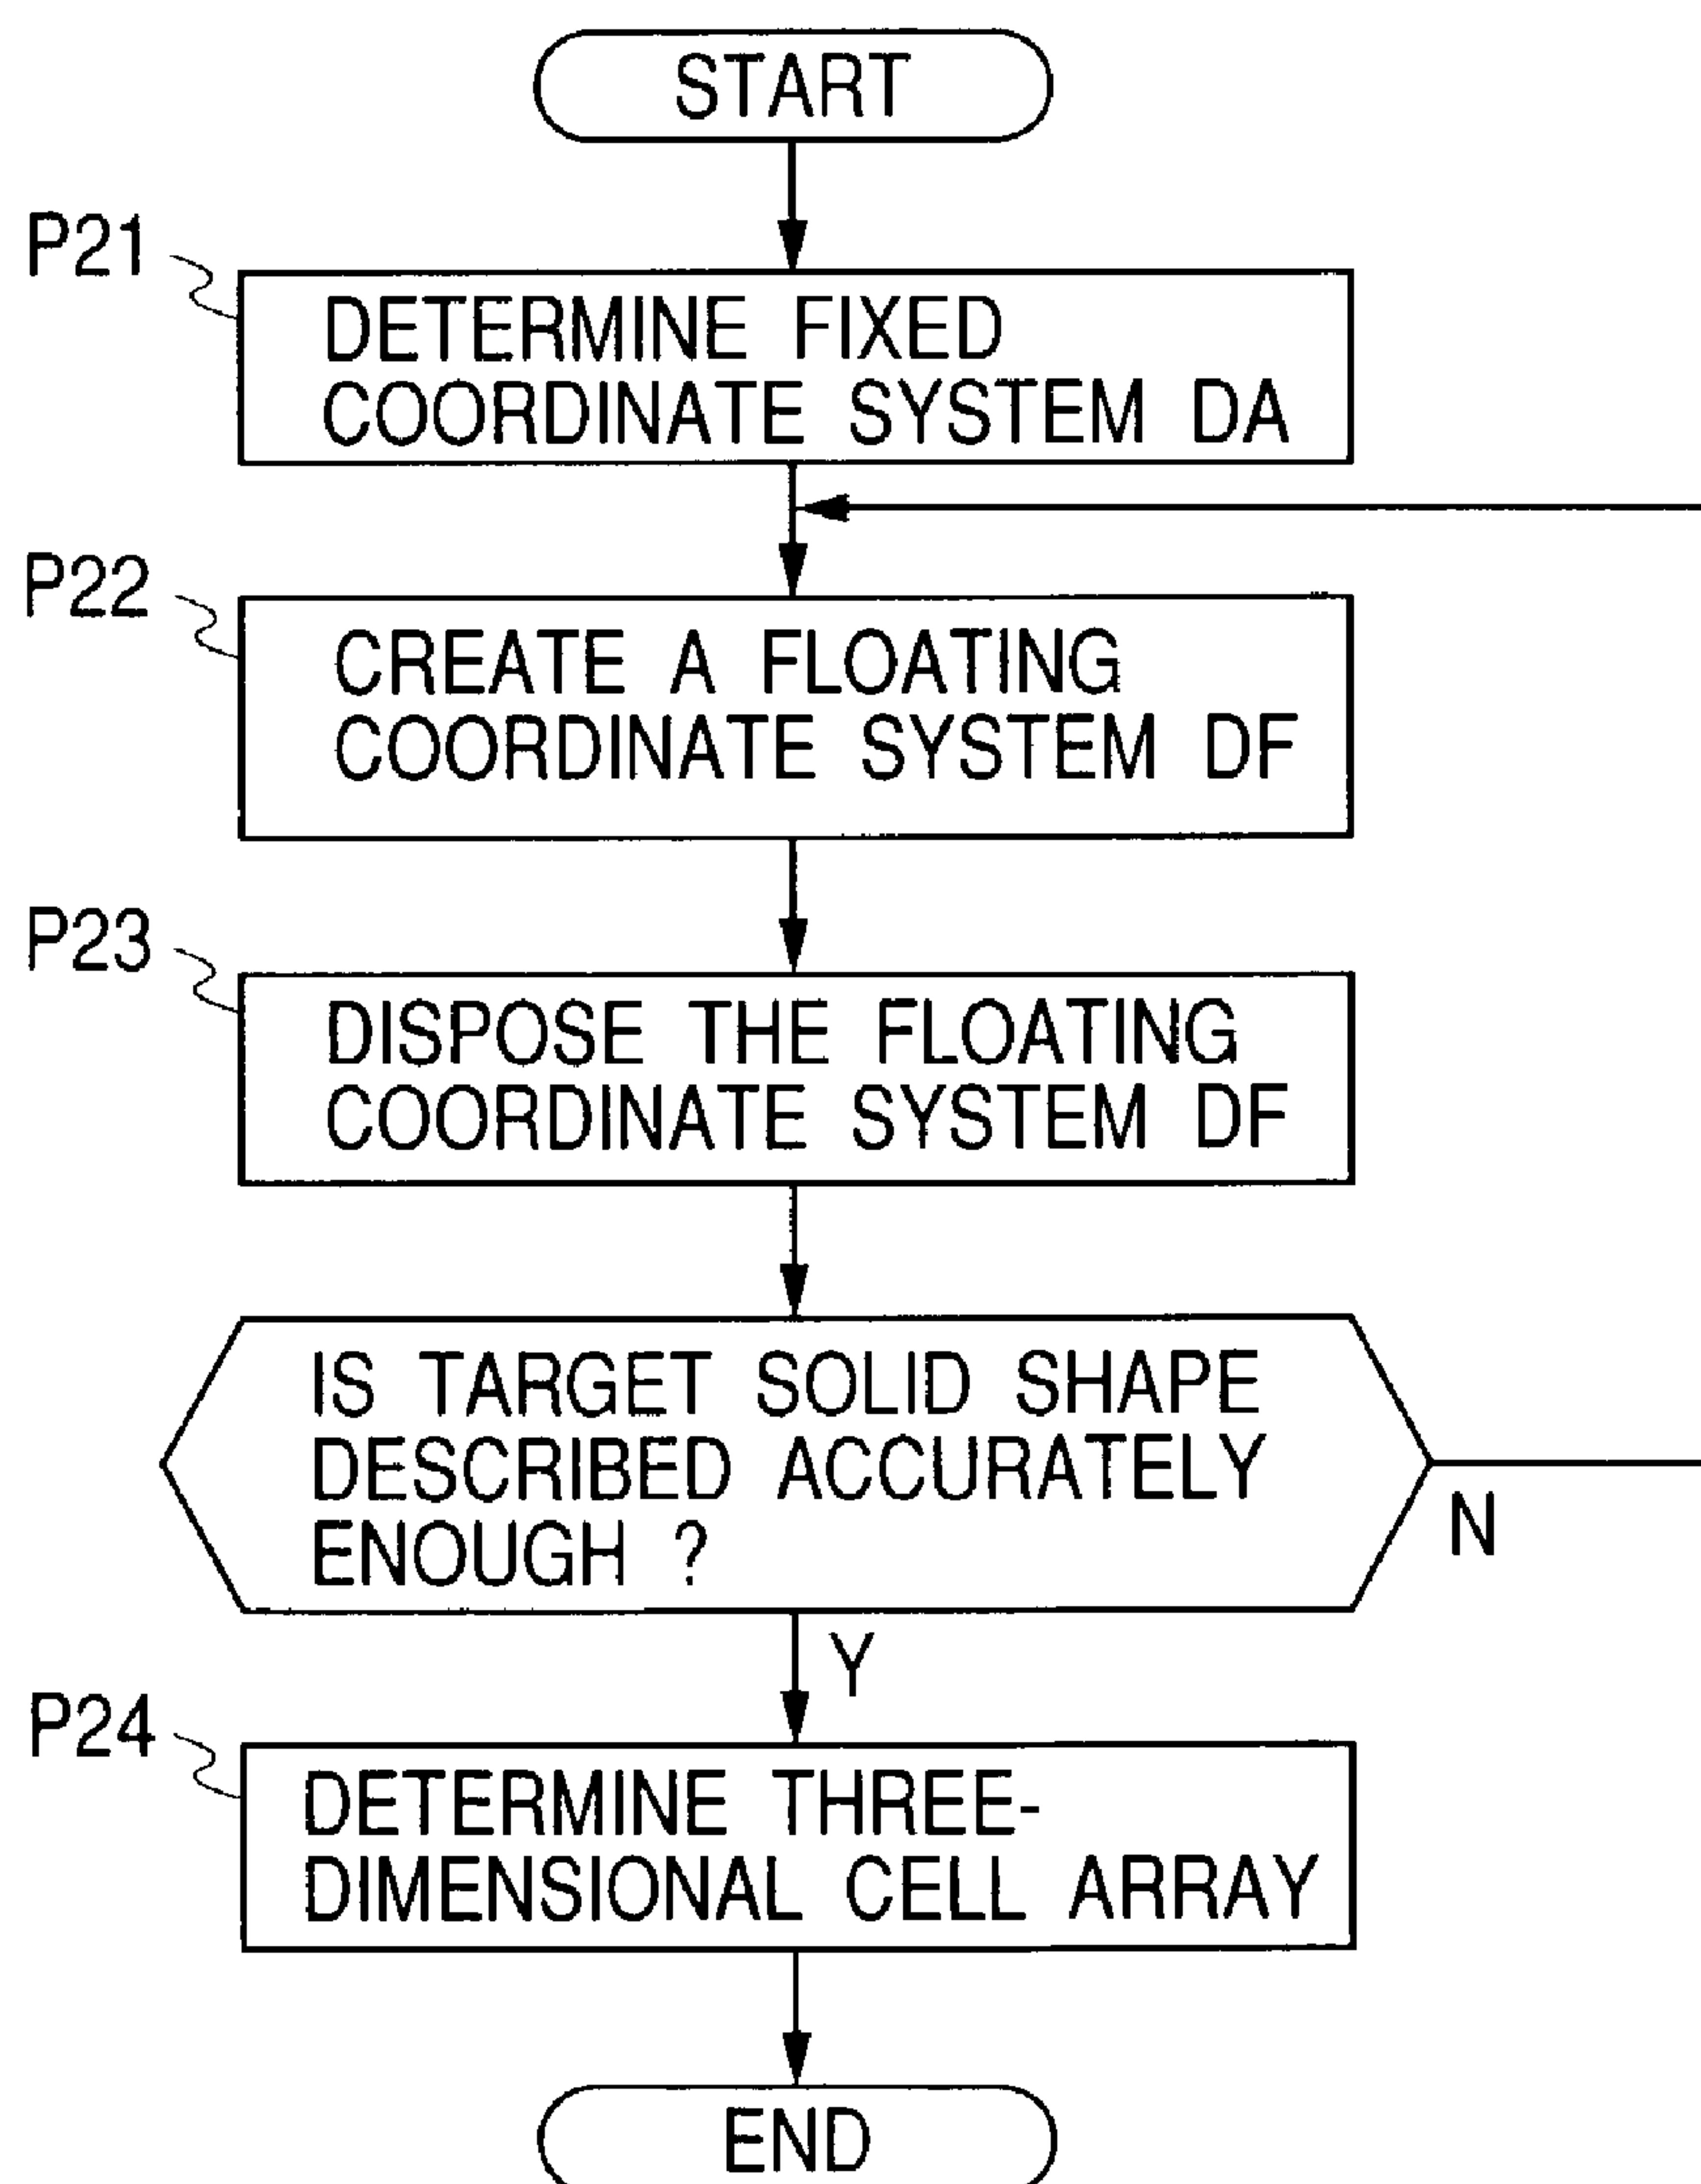 START
P21
DETERMINE FIXED
COORDINATE SYSTEM DA
P22
CREATE A FLOATING
COORDINATE SYSTEM DF
P23
DISPOSE THE FLOATING
COORDINATE SYSTEM DF
IS TARGET SOLID SHAPE
DESCRIBED ACCURATELY
ENOUGH ?
N
Y
P24
DETERMINE THREE-
DIMENSIONAL CELL ARRAY
END